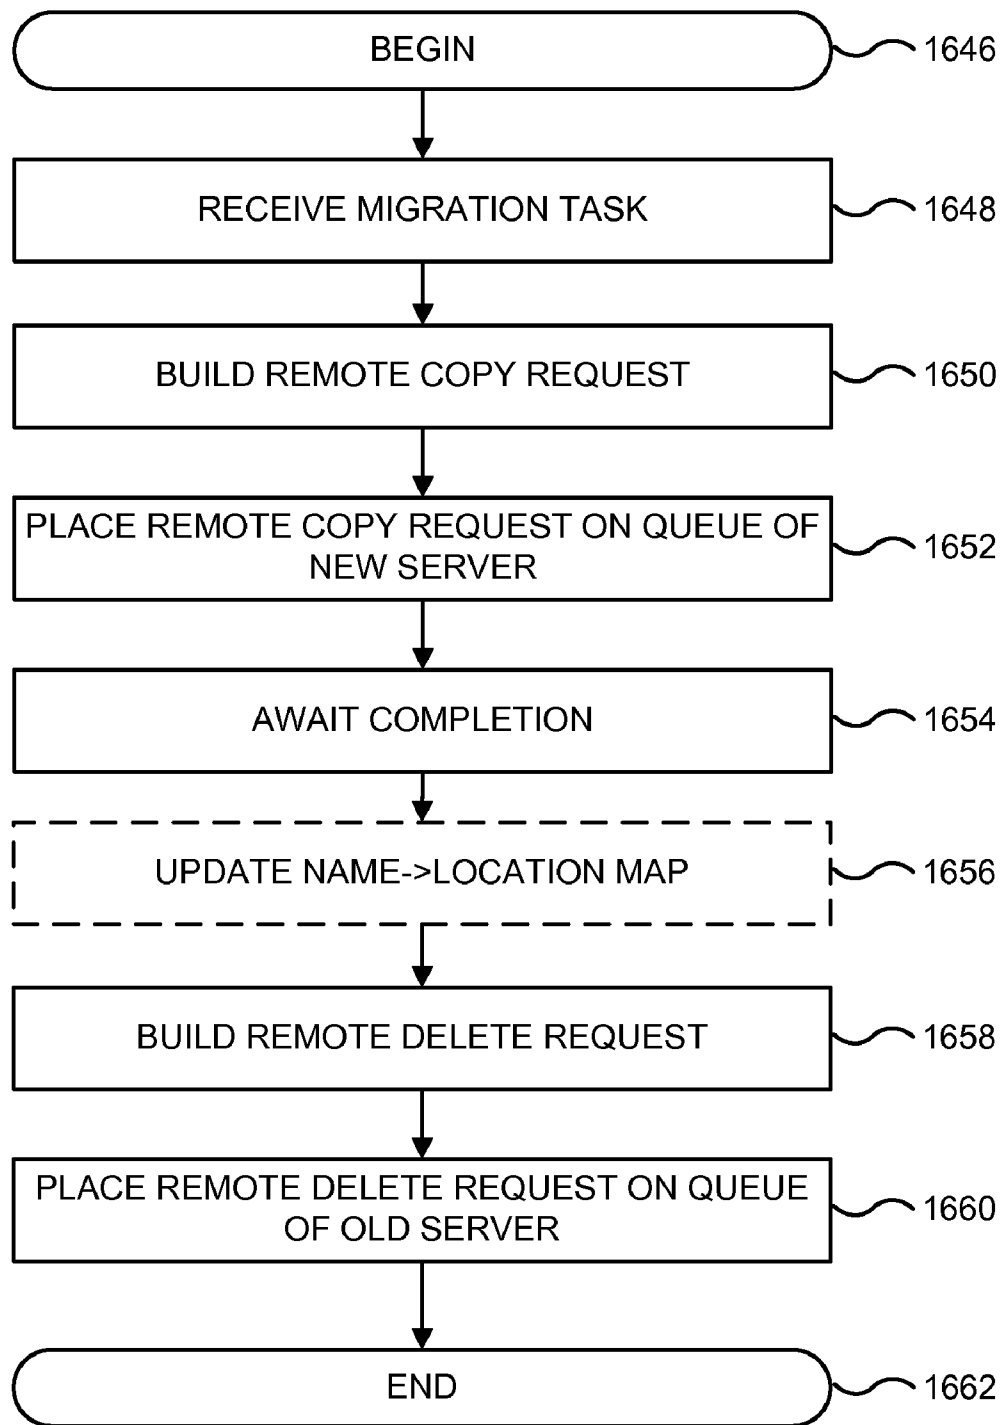 BEGIN
1646
RECEIVE MIGRATION TASK
1648
BUILD REMOTE COPY REQUEST
1650
PLACE REMOTE COPY REQUEST ON QUEUE OF
NEW SERVER
1652
AWAIT COMPLETION
1654
UPDATE NAME->LOCATION MAP
1656
BUILD REMOTE DELETE REQUEST
1658
PLACE REMOTE DELETE REQUEST ON QUEUE
OF OLD SERVER
1660
END
1662